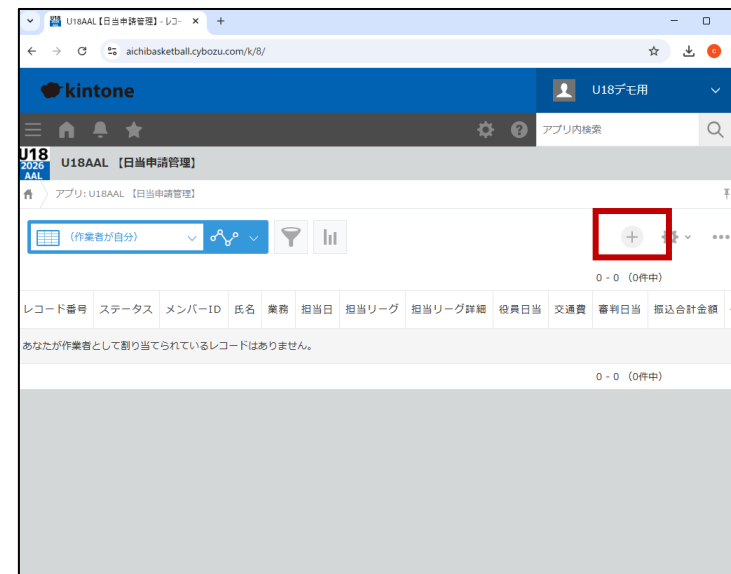 U18AAL【日当申請管理】 - レコー
aichibasketball.cybozu.com/k/8/
kintone
U18デモ用
アプリ内検索
U18
2026
AAL
U18AAL 【日当申請管理】
アプリ: U18AAL 【日当申請管理】
（作業者が自分）
0 - 0 （0件中）
レコード番号 ステータス メンバーID 氏名 業務 担当日 担当リーグ 担当リーグ詳細 役員日当 交通費 審判日当 振込合計金額
あなたが作業者として割り当てられているレコードはありません。
0 - 0 （0件中）